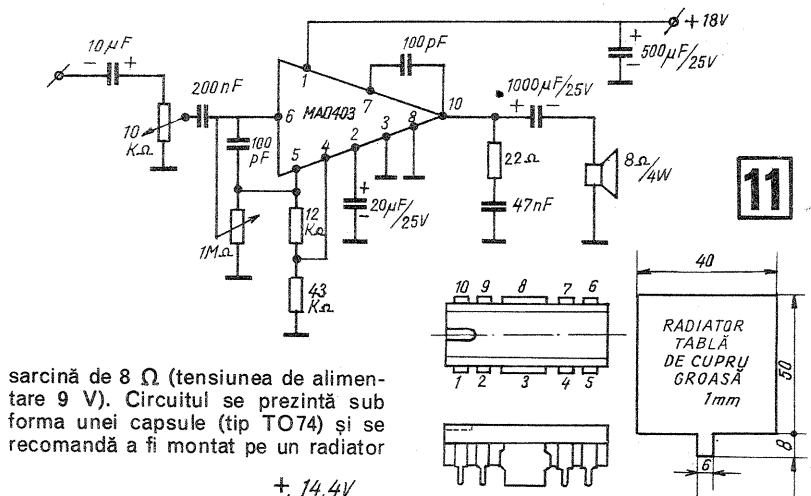 + 18V
500µF
/25V
+
−
100pF
10µF
−
+
200nF
1
7
10
6
MA0403
8
3
2
4
5
1000µF/25V
+
−
10
KΩ
100
pF
22Ω
8Ω
/4W
11
+
−
20µF
/25V
47nF
1MΩ
12
KΩ
43
KΩ
40
10 9 8 7 6
RADIATOR
TABLĂ
DE CUPRU
GROASĂ
1mm
50
1 2 3 4 5
8
6
sarcină de 8 Ω (tensiunea de alimen-
tare 9 V). Circuitul se prezintă sub
forma unei capsule (tip TO74) și se
recomandă a fi montat pe un radiator
+ 14,4V